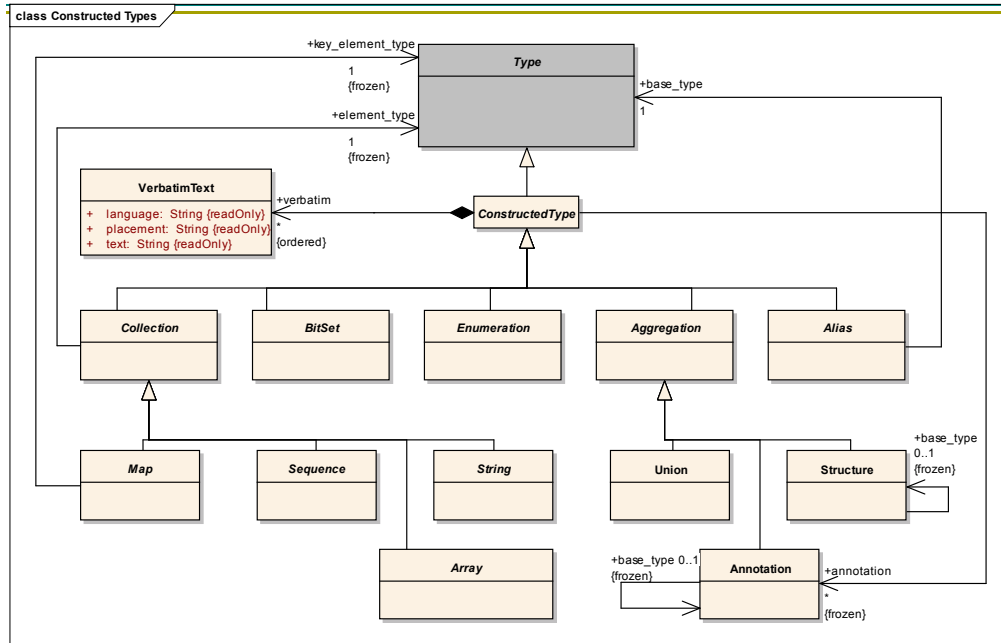 class Constructed Types
+key_element_type
1
{frozen}
Type
+base_type
1
+element_type
1
{frozen}
VerbatimText
+ language: String {readOnly}
+ placement: String {readOnly}
+ text: String {readOnly}
+verbatim
*
{ordered}
ConstructedType
Collection
BitSet
Enumeration
Aggregation
Alias
Map
Sequence
String
Union
Structure
+base_type
0..1
{frozen}
Array
+base_type 0..1
{frozen}
Annotation
+annotation
*
{frozen}